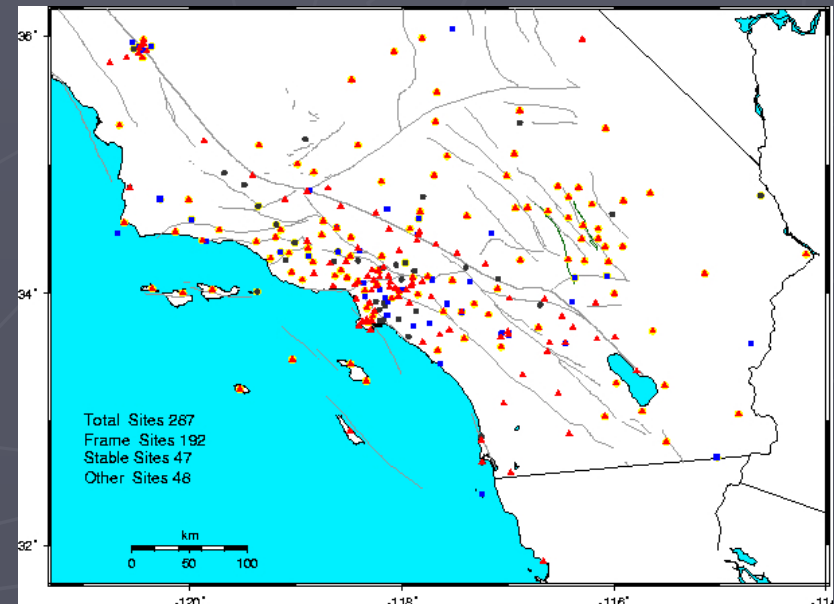 36°
34°
Total Sites 287
Frame Sites 192
Stable Sites 47
Other Sites 48
km
0 50 100
32°
-120° -118° -116° -114